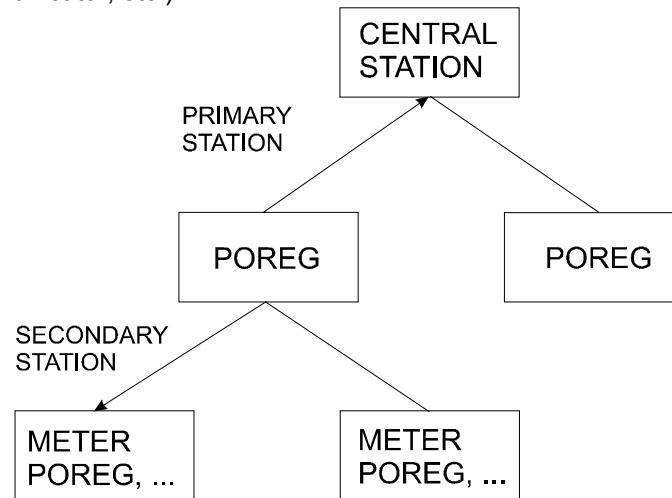 CENTRAL
STATION
PRIMARY
STATION
POREG
POREG
SECONDARY
STATION
METER
POREG, ...
METER
POREG, ...